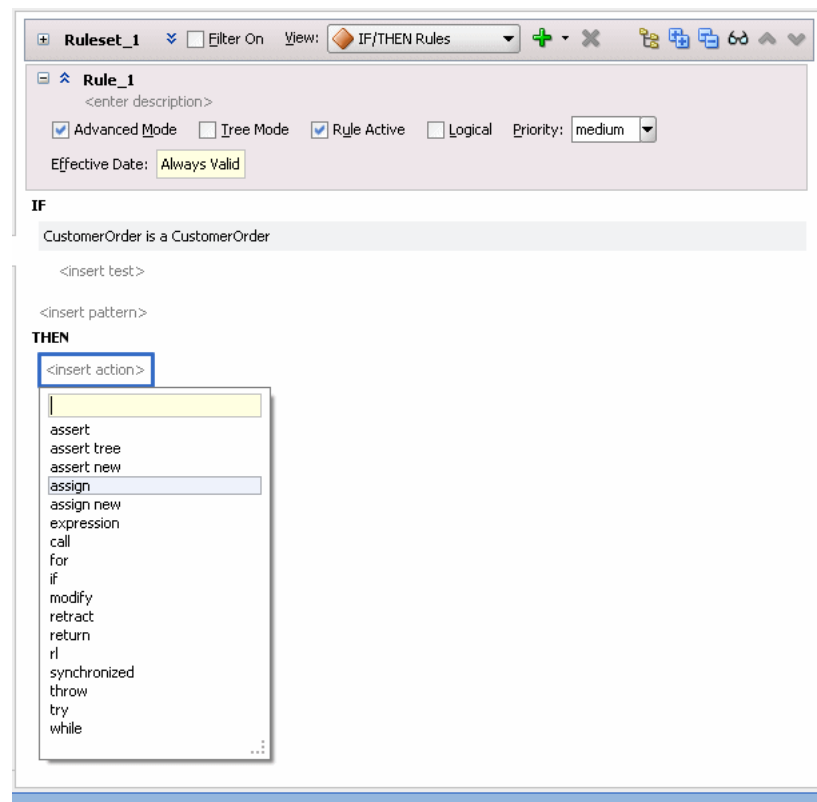 Ruleset_1 Filter On View: IF/THEN Rules
Rule_1
<enter description>
Advanced Mode Tree Mode Rule Active Logical Priority: medium
Effective Date: Always Valid
IF
CustomerOrder is a CustomerOrder
<insert test>
<insert pattern>
THEN
<insert action>
assert
assert tree
assert new
assign
assign new
expression
call
for
if
modify
retract
return
rl
synchronized
throw
try
while